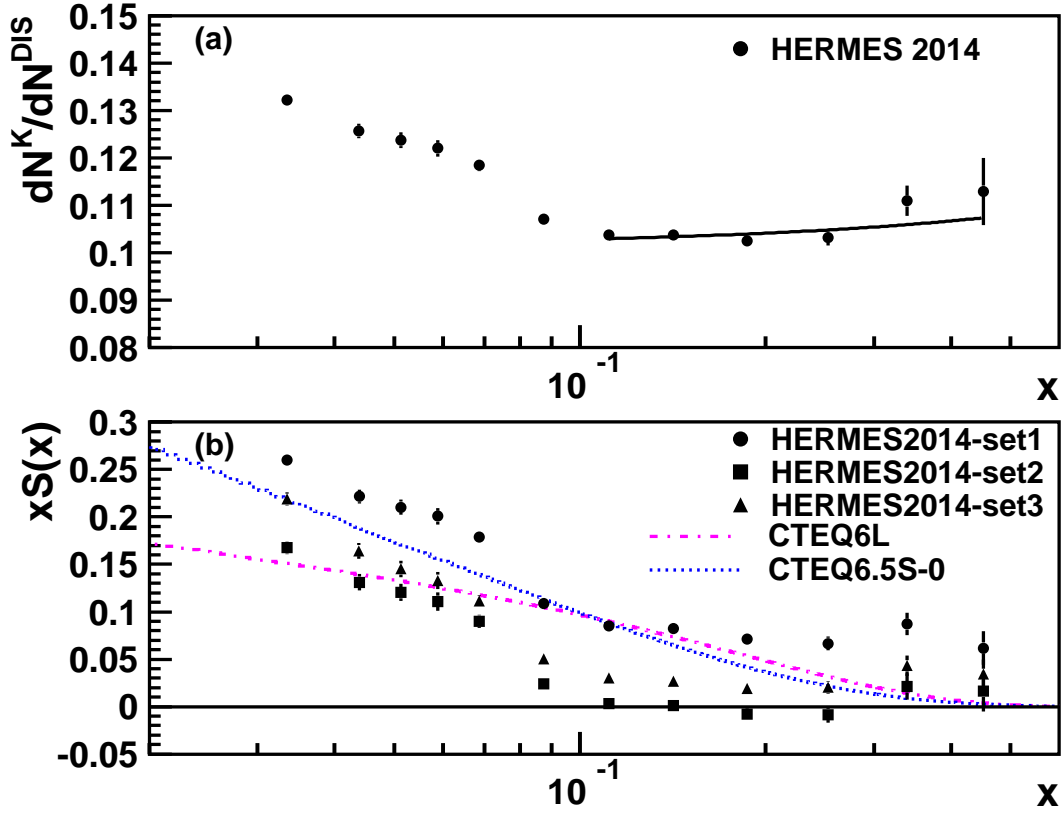 dN^K/dN^DIS
(a)
HERMES 2014
0.15
0.14
0.13
0.12
0.11
0.1
0.09
0.08
10^-1
x
xS(x)
(b)
HERMES2014-set1
HERMES2014-set2
HERMES2014-set3
CTEQ6L
CTEQ6.5S-0
0.3
0.25
0.2
0.15
0.1
0.05
0
-0.05
10^-1
x